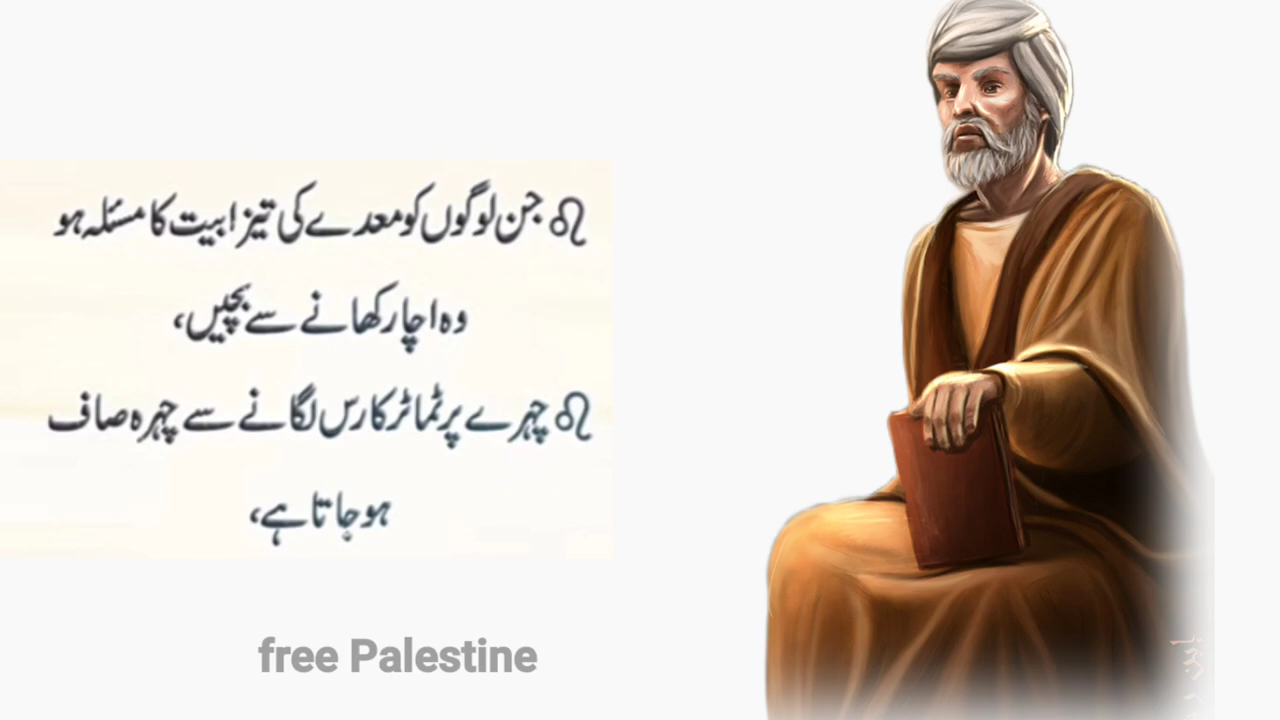 جن لوگوں کو معدے کی تیزابیت کا مسئلہ ہو
وہ اچار کھانے سے بچیں،
چہرے پر ٹماٹر کا رس لگانے سے چہرہ صاف
ہو جاتا ہے،
free Palestine